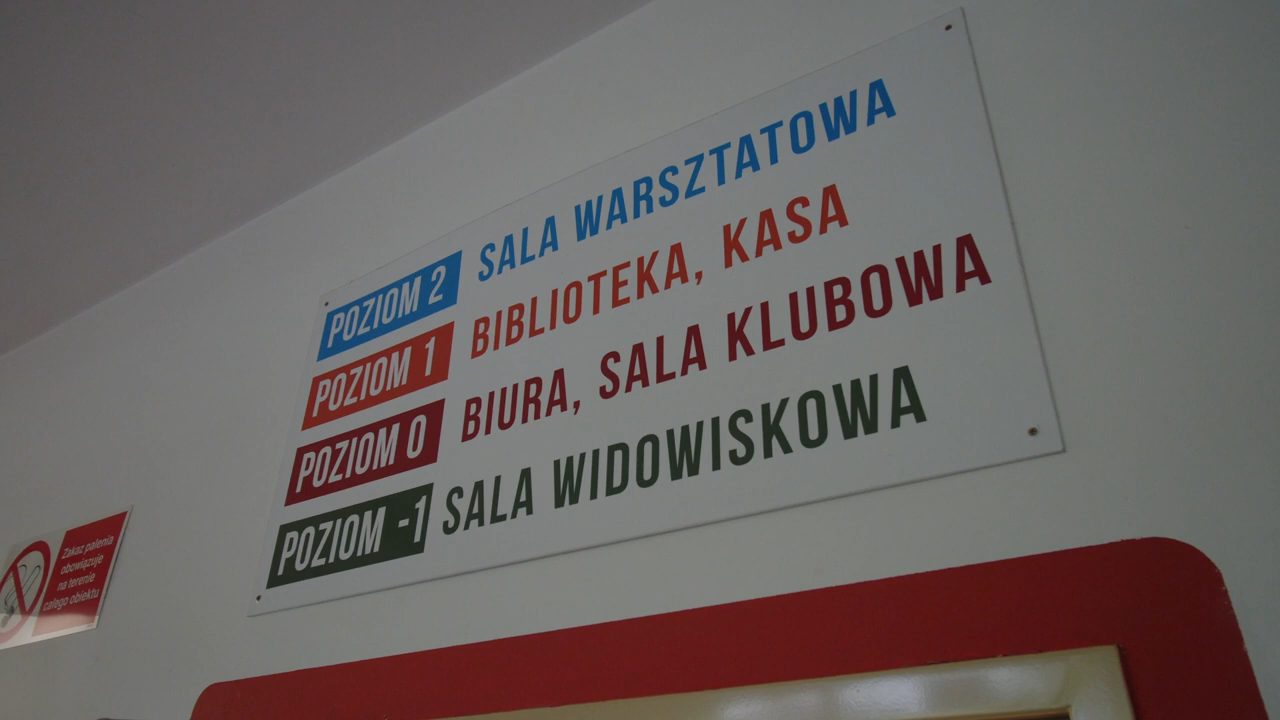 POZIOM 2 SALA WARSZTATOWA
POZIOM 1 BIBLIOTEKA, KASA
POZIOM 0 BIURA, SALA KLUBOWA
POZIOM -1 SALA WIDOWISKOWA
Zakaz palenia
obowiązuje
na terenie
całego obiektu